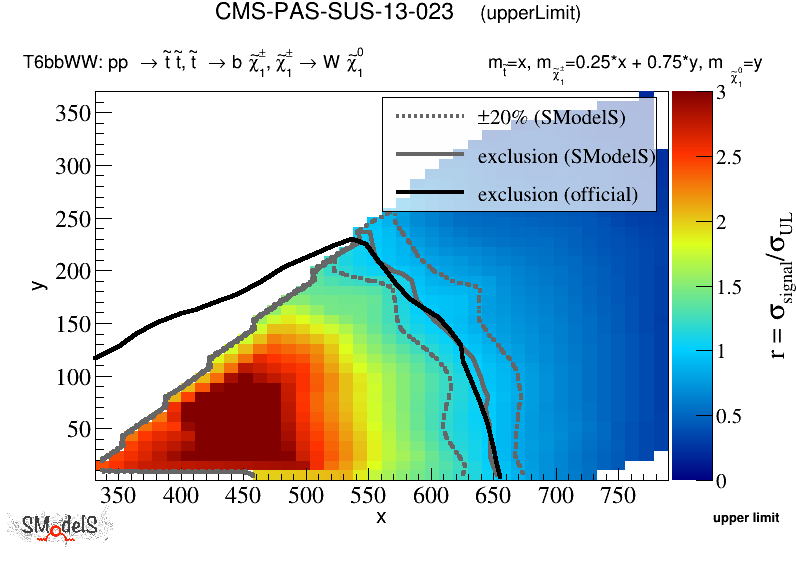 CMS-PAS-SUS-13-023 (upperLimit)
T6bbWW: pp → t̃ t̃, t̃ → b χ̃₁±, χ̃₁± → W χ̃₁⁰
m_t̃=x, m_χ̃₁±=0.25*x + 0.75*y, m_χ̃₁⁰=y
±20% (SModelS)
exclusion (SModelS)
exclusion (official)
350
300
250
200
150
100
50
y
350 400 450 500 550 600 650 700 750
x
3
2.5
2
1.5
1
0.5
0
r = σ_signal/σ_UL
SModelS
upper limit